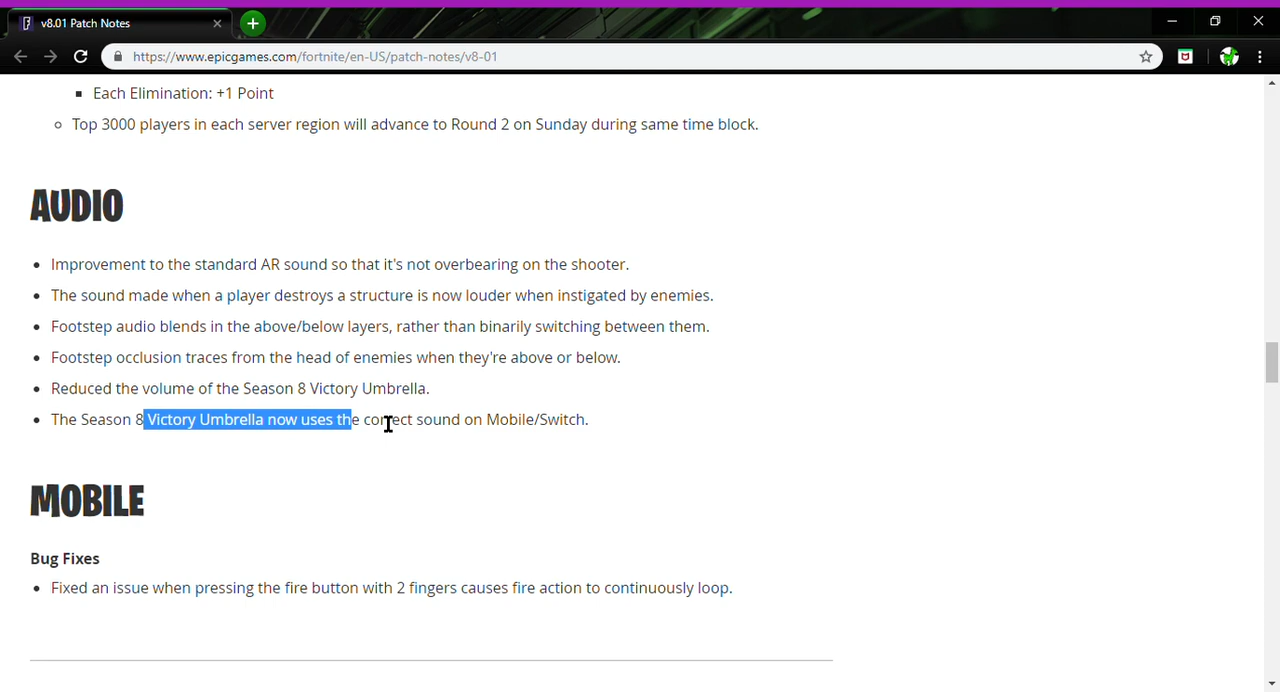 v8.01 Patch Notes
https://www.epicgames.com/fortnite/en-US/patch-notes/v8-01
Each Elimination: +1 Point
Top 3000 players in each server region will advance to Round 2 on Sunday during same time block.
AUDIO
Improvement to the standard AR sound so that it's not overbearing on the shooter.
The sound made when a player destroys a structure is now louder when instigated by enemies.
Footstep audio blends in the above/below layers, rather than binarily switching between them.
Footstep occlusion traces from the head of enemies when they're above or below.
Reduced the volume of the Season 8 Victory Umbrella.
The Season 8 Victory Umbrella now uses the correct sound on Mobile/Switch.
MOBILE
Bug Fixes
Fixed an issue when pressing the fire button with 2 fingers causes fire action to continuously loop.